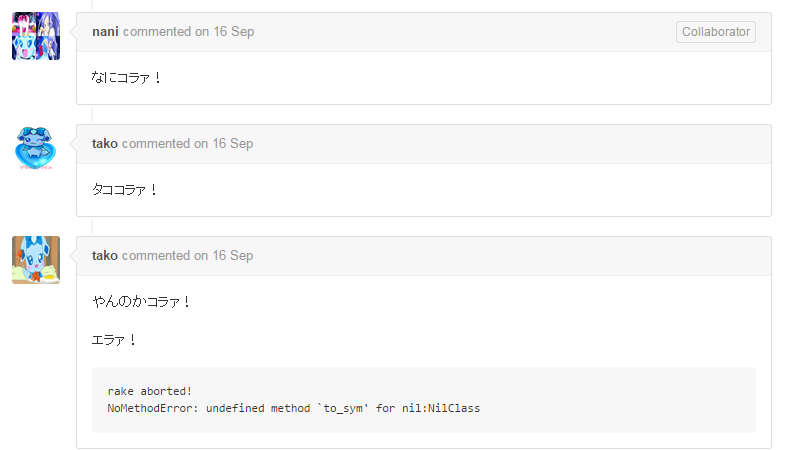 nani commented on 16 Sep
Collaborator
なにコラァ！
tako commented on 16 Sep
タココラァ！
tako commented on 16 Sep
やんのかコラァ！
エラァ！
rake aborted!
NoMethodError: undefined method `to_sym' for nil:NilClass